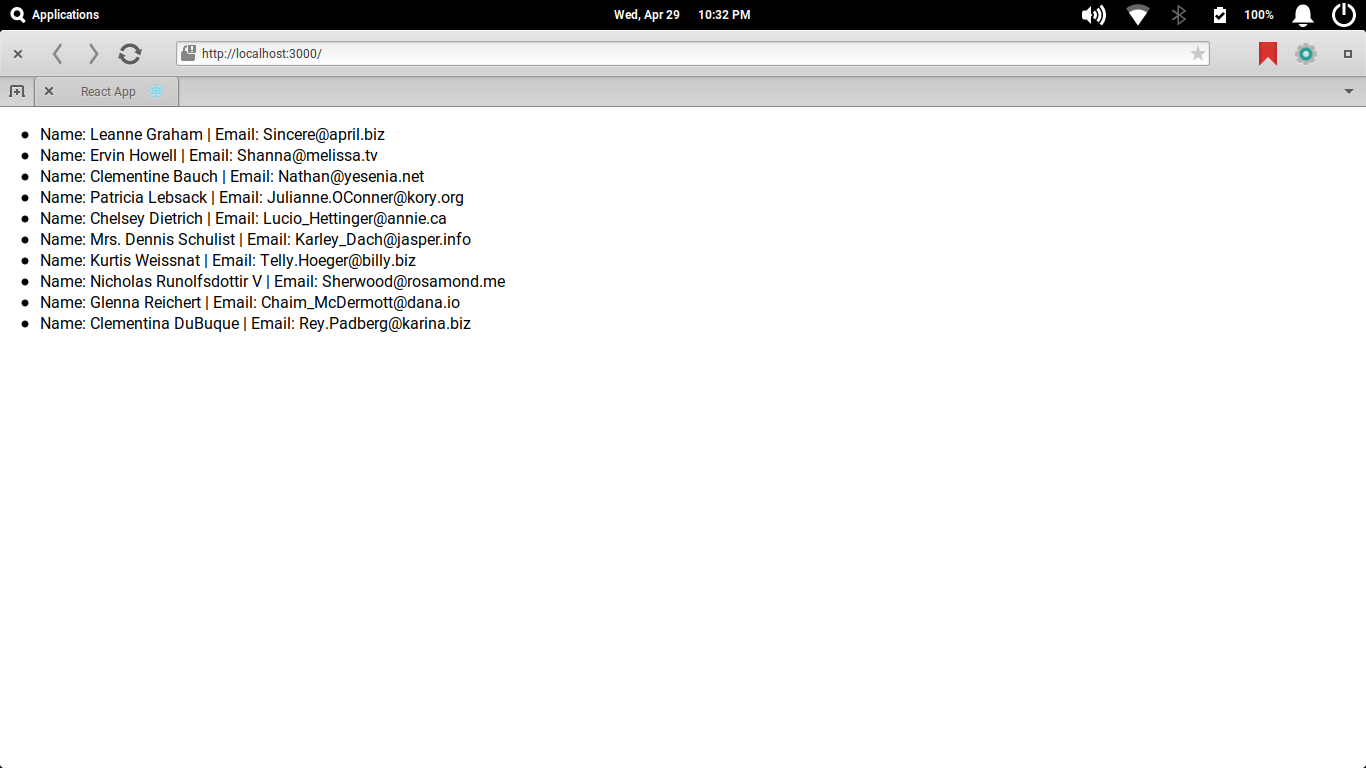 Applications
Wed, Apr 29 10:32 PM
100%
http://localhost:3000/
React App
Name: Leanne Graham | Email: Sincere@april.biz
Name: Ervin Howell | Email: Shanna@melissa.tv
Name: Clementine Bauch | Email: Nathan@yesenia.net
Name: Patricia Lebsack | Email: Julianne.OConner@kory.org
Name: Chelsey Dietrich | Email: Lucio_Hettinger@annie.ca
Name: Mrs. Dennis Schulist | Email: Karley_Dach@jasper.info
Name: Kurtis Weissnat | Email: Telly.Hoeger@billy.biz
Name: Nicholas Runolfsdottir V | Email: Sherwood@rosamond.me
Name: Glenna Reichert | Email: Chaim_McDermott@dana.io
Name: Clementina DuBuque | Email: Rey.Padberg@karina.biz